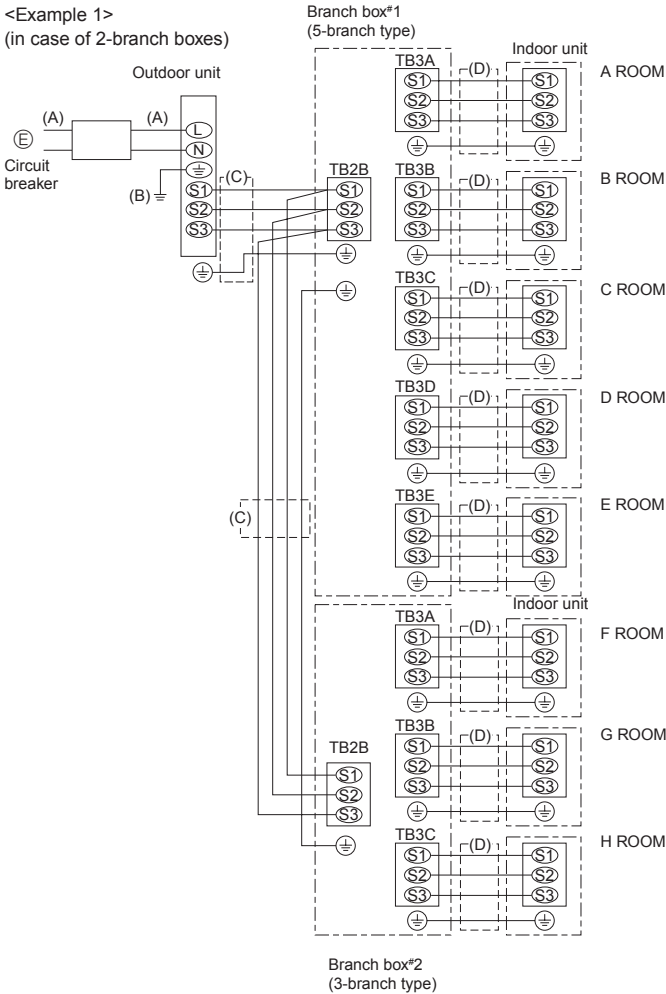 <Example 1>
(in case of 2-branch boxes)
Branch box#1
(5-branch type)
Outdoor unit
Indoor unit
(A) (A)
E
Circuit
breaker
L
N
(B)
S1
S2
S3
(C)
TB2B
S1
S2
S3
TB3A
S1 (D) S1
S2 S2
S3 S3
A ROOM
TB3B
S1 (D) S1
S2 S2
S3 S3
B ROOM
TB3C
S1 (D) S1
S2 S2
S3 S3
C ROOM
TB3D
S1 (D) S1
S2 S2
S3 S3
D ROOM
TB3E
S1 (D) S1
S2 S2
S3 S3
E ROOM
(C)
Indoor unit
TB3A
S1 (D) S1
S2 S2
S3 S3
F ROOM
TB2B
S1
S2
S3
TB3B
S1 (D) S1
S2 S2
S3 S3
G ROOM
TB3C
S1 (D) S1
S2 S2
S3 S3
H ROOM
Branch box#2
(3-branch type)